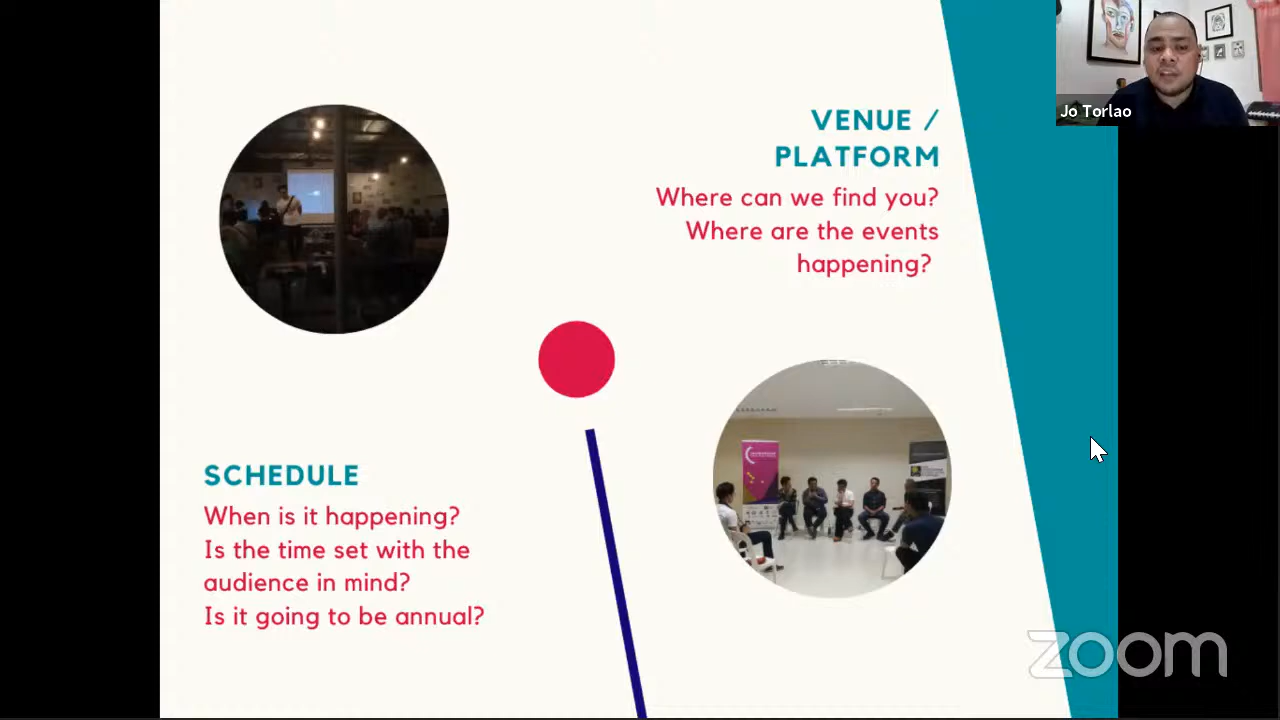 VENUE /
PLATFORM
Where can we find you?
Where are the events
happening?
SCHEDULE
When is it happening?
Is the time set with the
audience in mind?
Is it going to be annual?
Jo Torlao
zoom